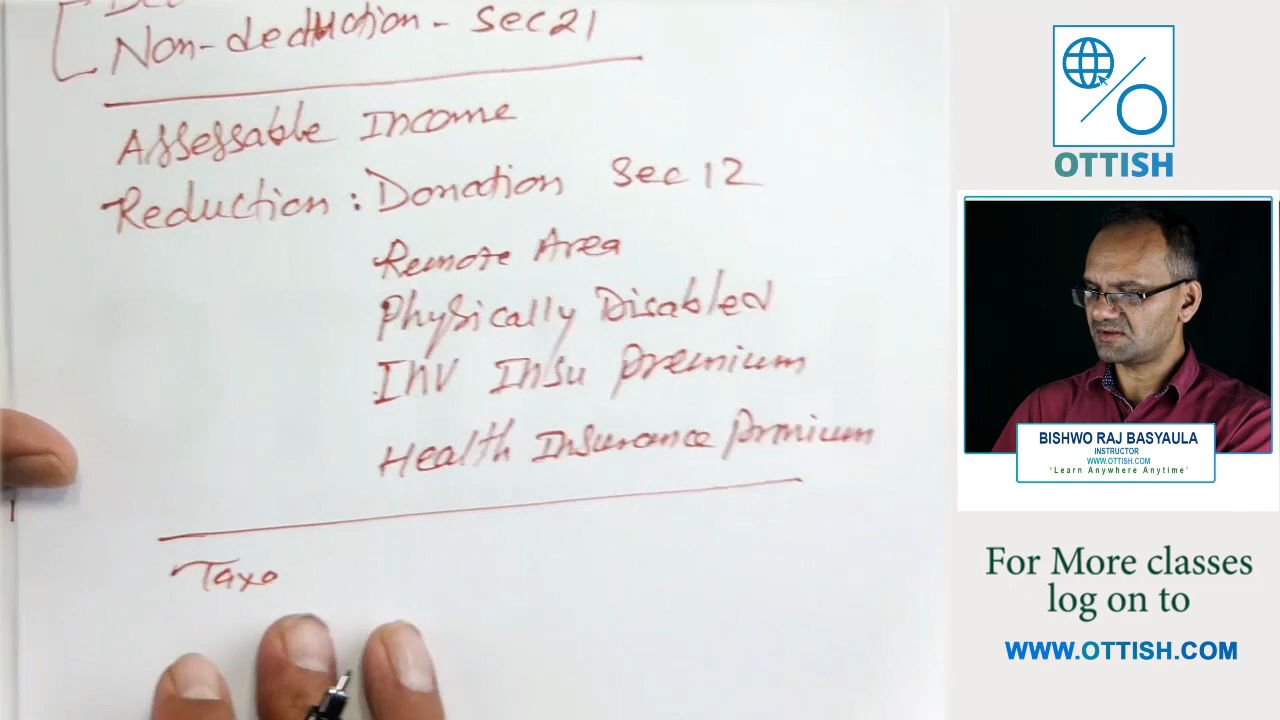 Non-deduction - Sec 21
Assessable Income
Reduction : Donation Sec 12
Remote Area
Physically Disabled
INV Insu Premium
Health Insurance Prmium
Taxa
OTTISH
BISHWO RAJ BASYAULA
INSTRUCTOR
WWW.OTTISH.COM
'Learn Anywhere Anytime'
For More classes
log on to
WWW.OTTISH.COM